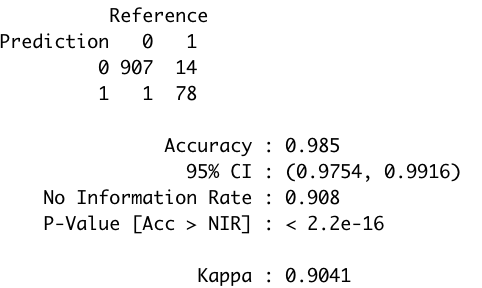 Reference
Prediction 0 1
0 907 14
1 1 78
Accuracy : 0.985
95% CI : (0.9754, 0.9916)
No Information Rate : 0.908
P-Value [Acc > NIR] : < 2.2e-16
Kappa : 0.9041